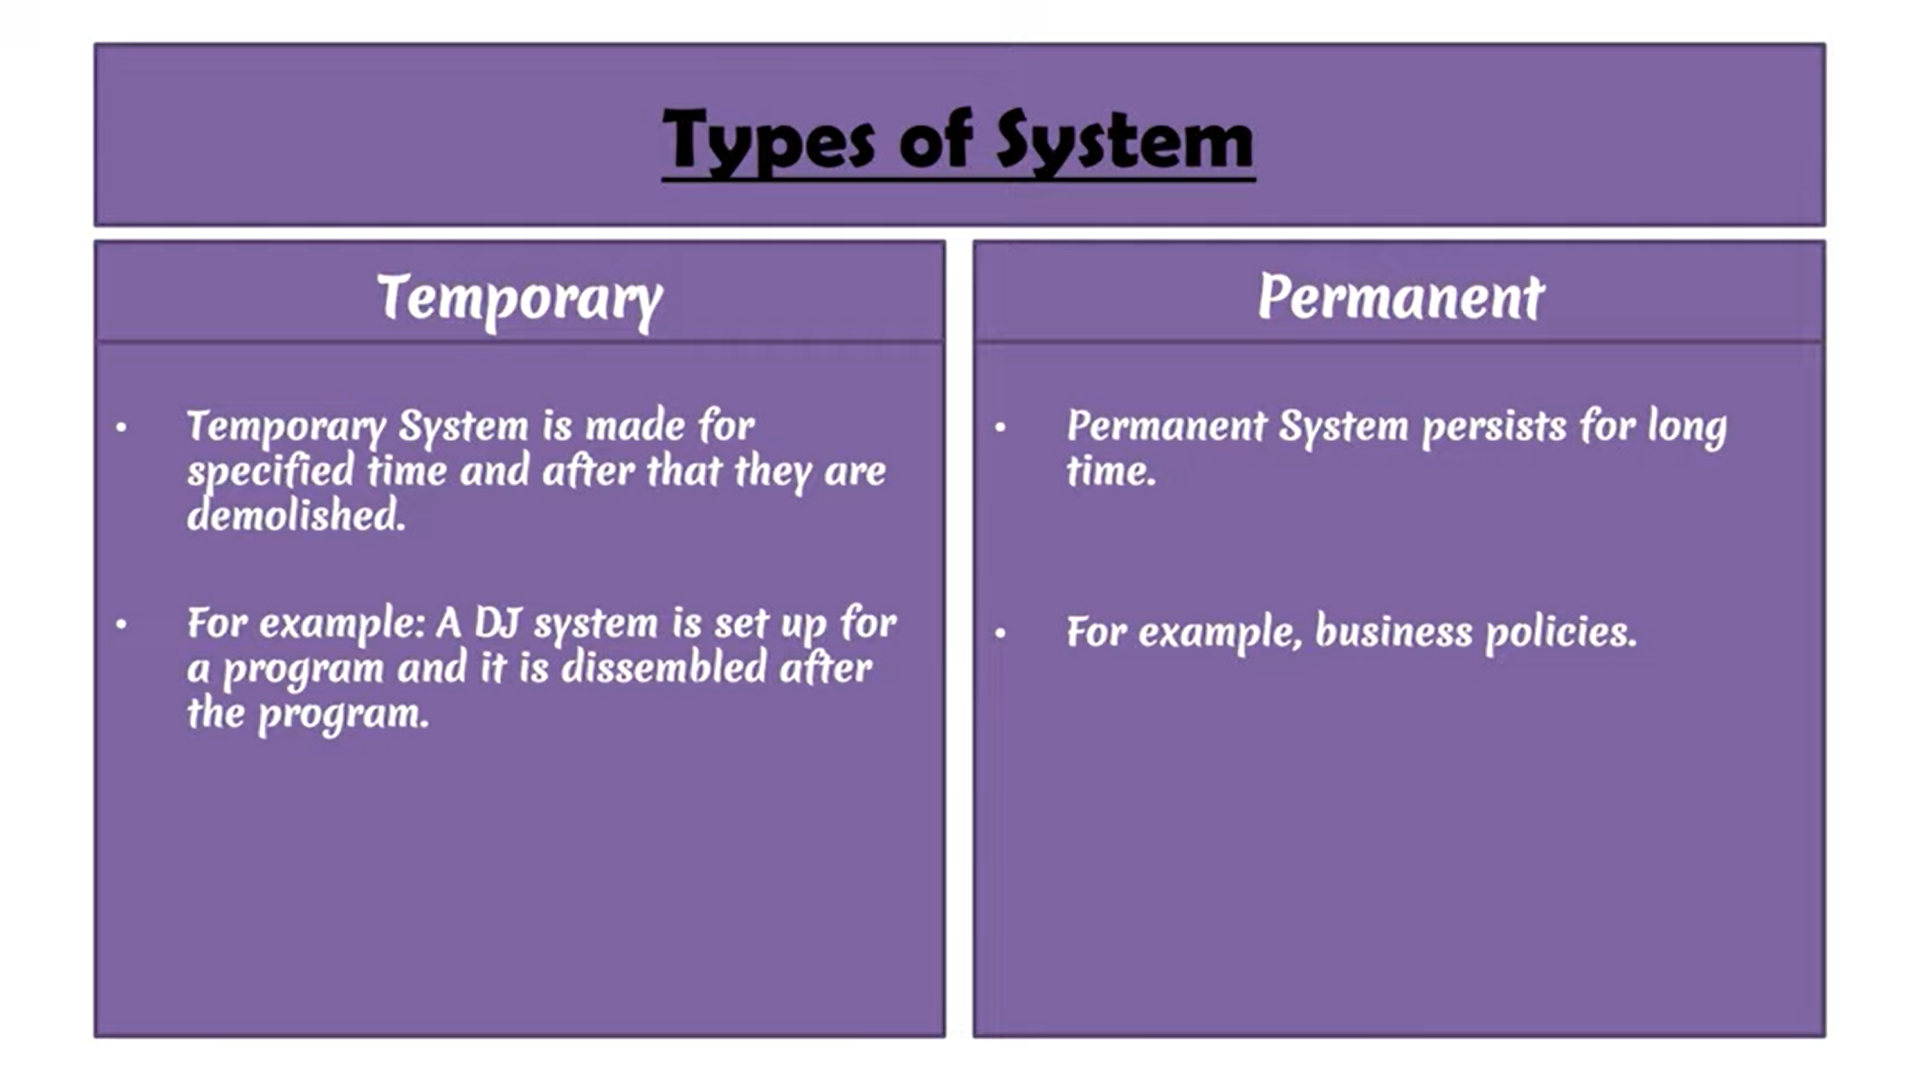 Types of System
Temporary
• Temporary System is made for
specified time and after that they are
demolished.
• For example: A DJ system is set up for
a program and it is dissembled after
the program.
Permanent
• Permanent System persists for long
time.
• For example, business policies.